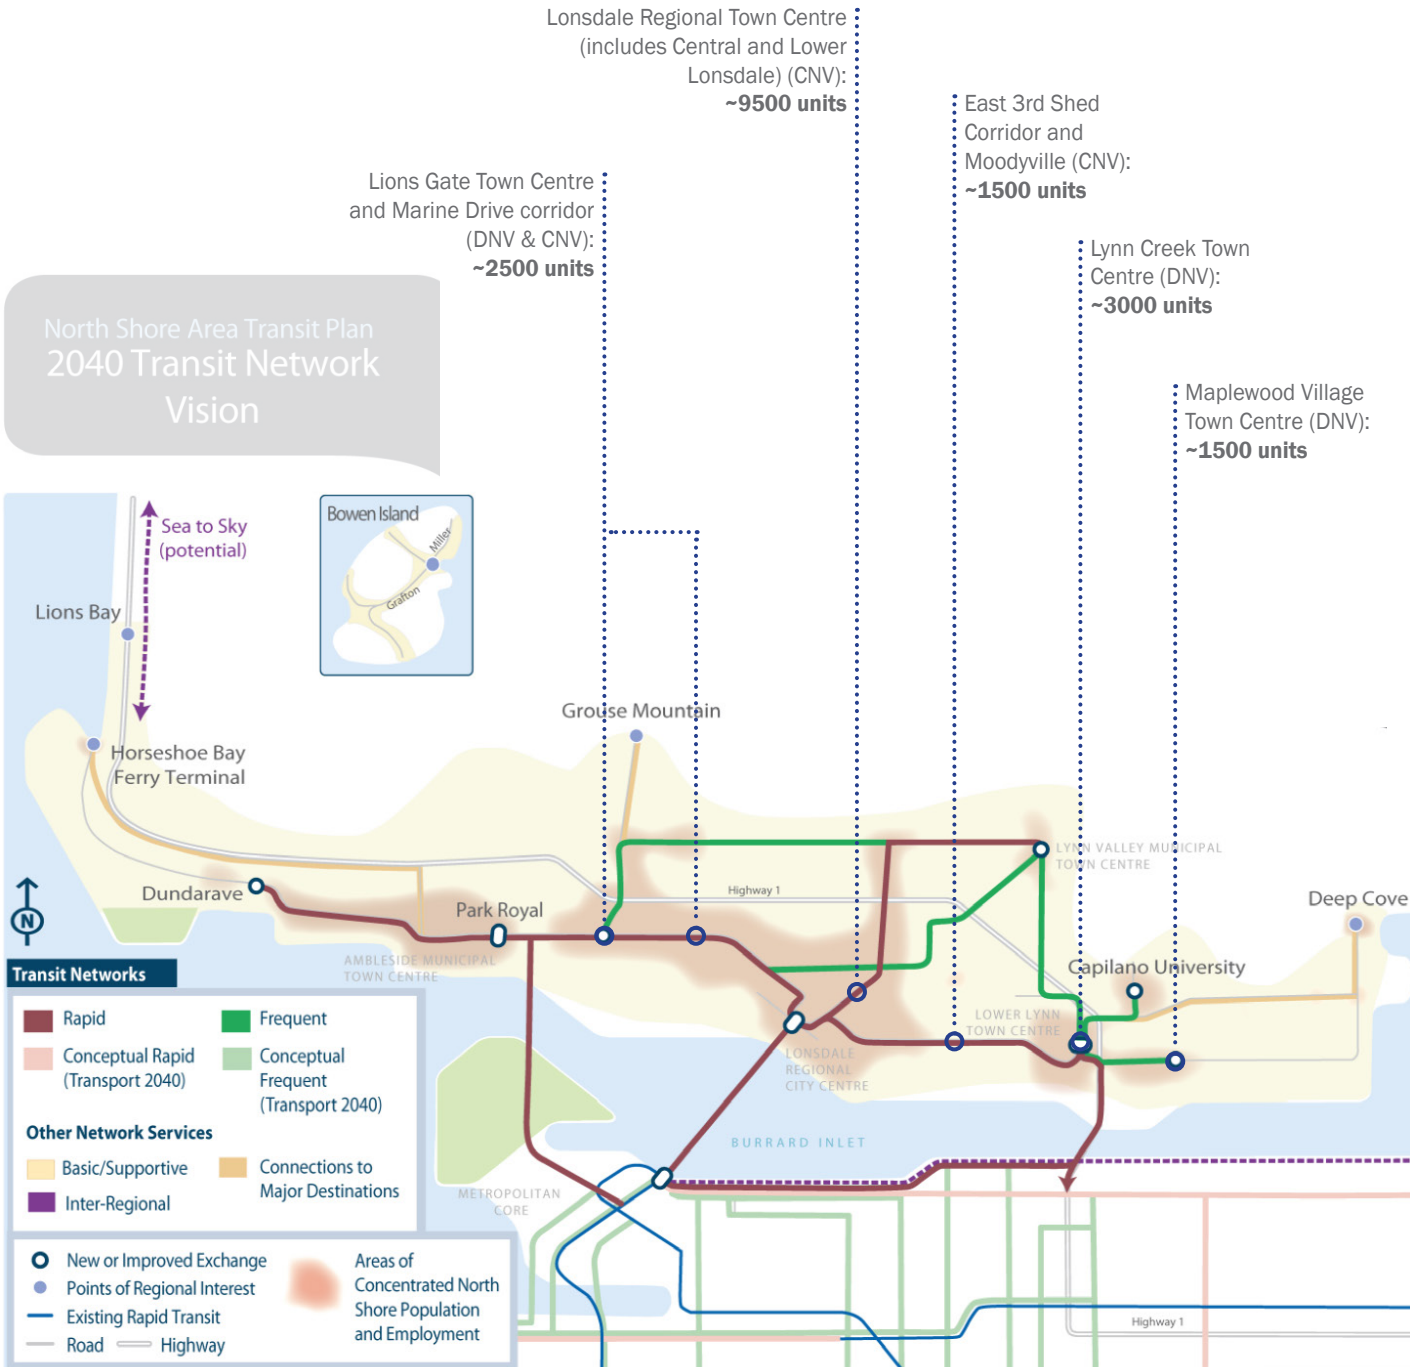 Lonsdale Regional Town Centre
(includes Central and Lower
Lonsdale) (CNV):
~9500 units
East 3rd Shed
Corridor and
Moodyville (CNV):
~1500 units
Lions Gate Town Centre
and Marine Drive corridor
(DNV & CNV):
~2500 units
Lynn Creek Town
Centre (DNV):
~3000 units
Maplewood Village
Town Centre (DNV):
~1500 units
North Shore Area Transit Plan
2040 Transit Network
Vision
Sea to Sky
(potential)
Bowen Island
Miller
Grafton
Lions Bay
Grouse Mountain
Horseshoe Bay
Ferry Terminal
LYNN VALLEY MUNICIPAL
TOWN CENTRE
Dundarave
Highway 1
Park Royal
Deep Cove
N
AMBLESIDE MUNICIPAL
TOWN CENTRE
Capilano University
LOWER LYNN
TOWN CENTRE
LONSDALE
REGIONAL
CITY CENTRE
BURRARD INLET
METROPOLITAN
CORE
Highway 1
Transit Networks
Rapid
Frequent
Conceptual Rapid
(Transport 2040)
Conceptual
Frequent
(Transport 2040)
Other Network Services
Basic/Supportive
Connections to
Major Destinations
Inter-Regional
New or Improved Exchange
Points of Regional Interest
Existing Rapid Transit
Road
Highway
Areas of
Concentrated North
Shore Population
and Employment